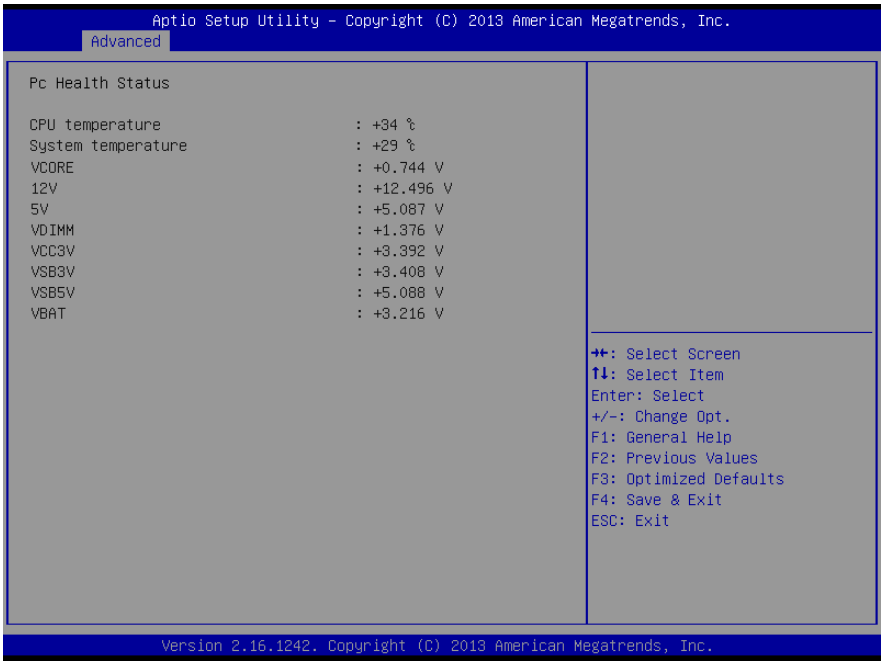 Aptio Setup Utility – Copyright (C) 2013 American Megatrends, Inc.
Advanced
Pc Health Status
CPU temperature : +34 ℃
System temperature : +29 ℃
VCORE : +0.744 V
12V : +12.496 V
5V : +5.087 V
VDIMM : +1.376 V
VCC3V : +3.392 V
VSB3V : +3.408 V
VSB5V : +5.088 V
VBAT : +3.216 V
→←: Select Screen
↑↓: Select Item
Enter: Select
+/-: Change Opt.
F1: General Help
F2: Previous Values
F3: Optimized Defaults
F4: Save & Exit
ESC: Exit
Version 2.16.1242. Copyright (C) 2013 American Megatrends, Inc.